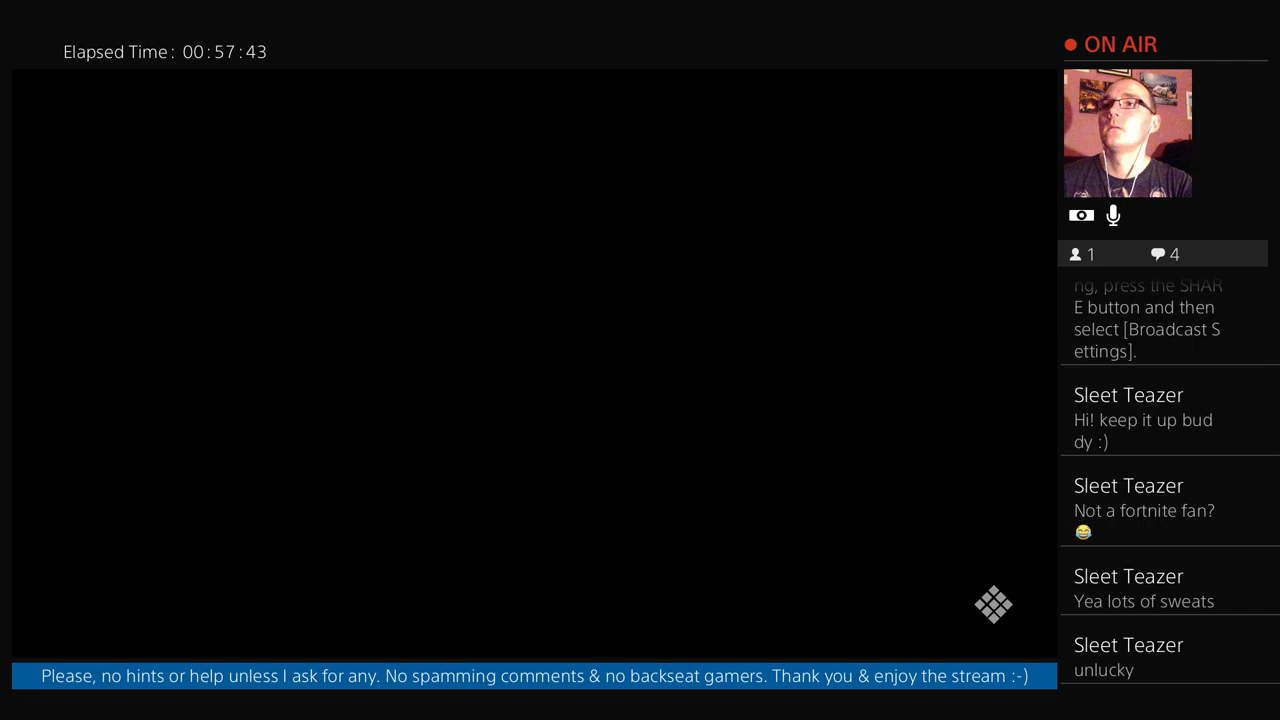 Elapsed Time: 00:57:43
ON AIR
1 4
ng, press the SHAR
E button and then
select [Broadcast S
ettings].
Sleet Teazer
Hi! keep it up bud
dy :)
Sleet Teazer
Not a fortnite fan?
😂
Sleet Teazer
Yea lots of sweats
Sleet Teazer
unlucky
Please, no hints or help unless I ask for any. No spamming comments & no backseat gamers. Thank you & enjoy the stream :-)